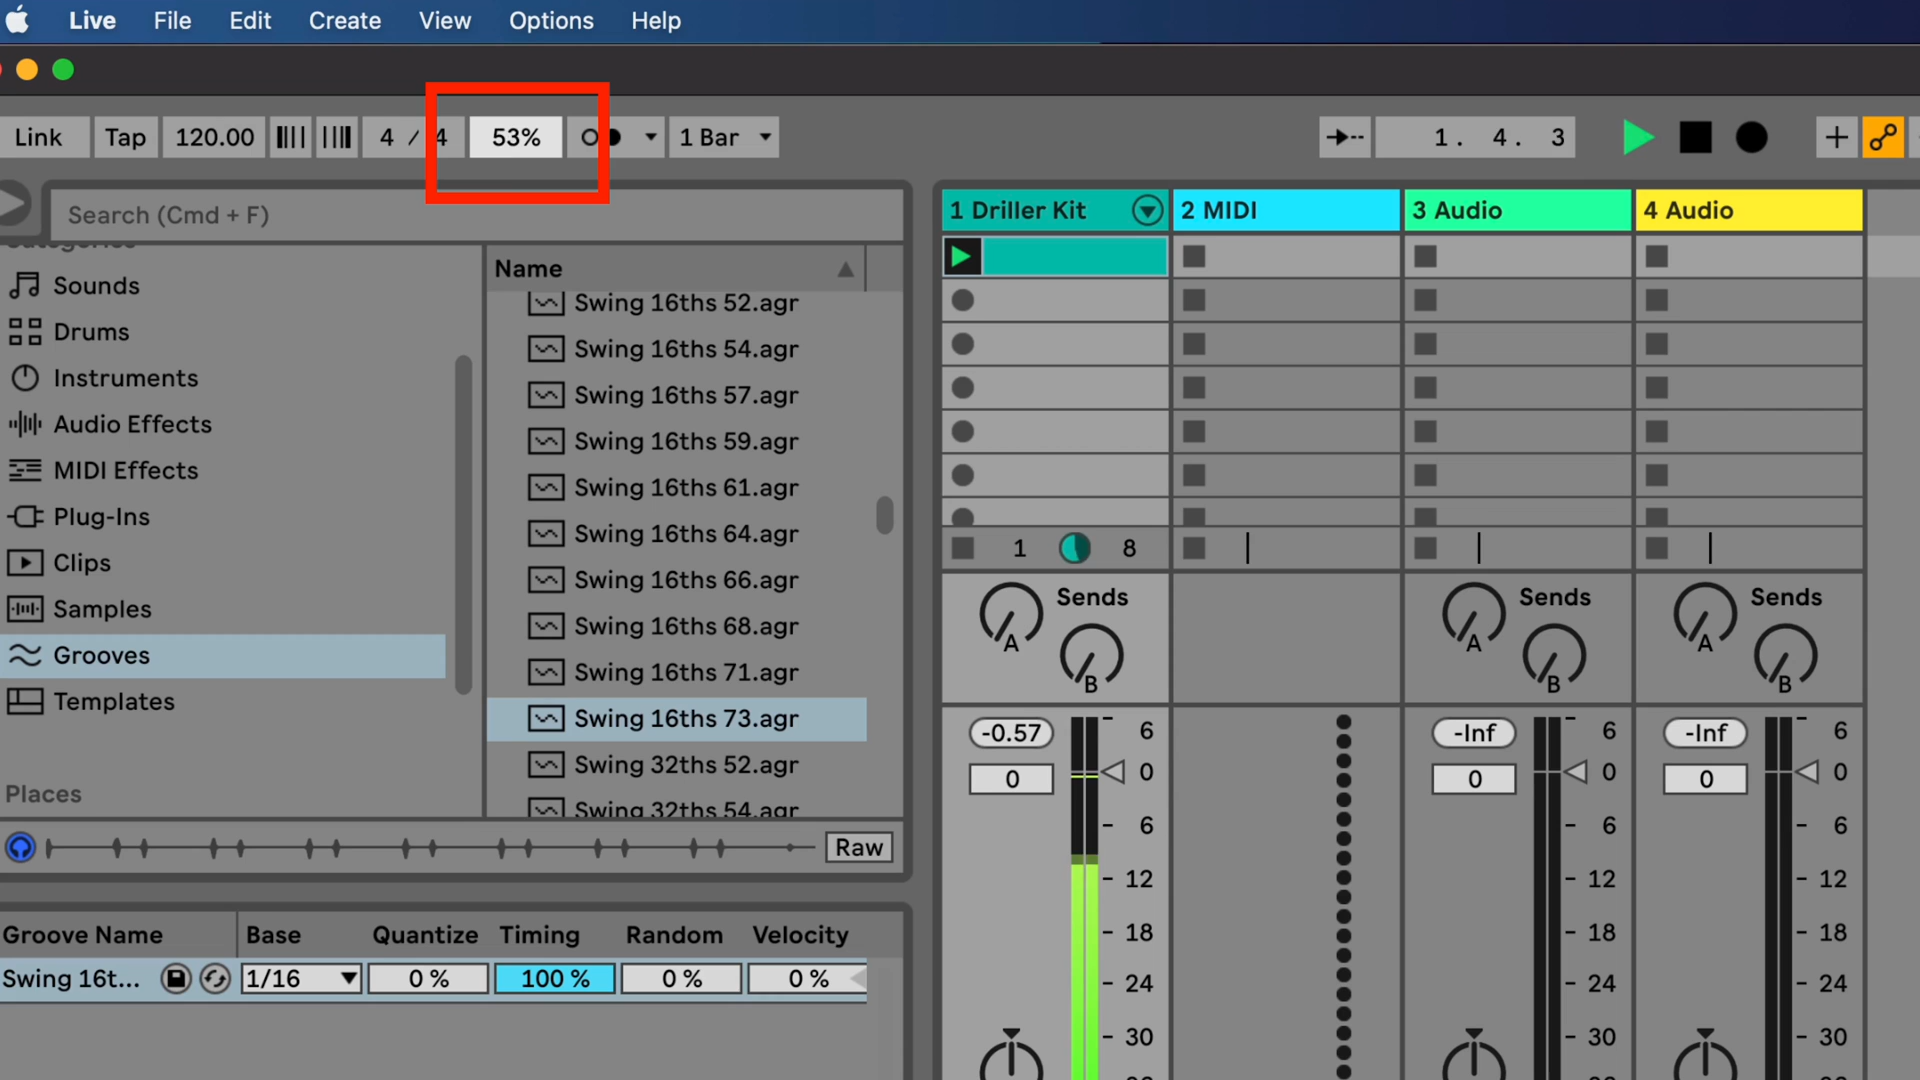 Live File Edit Create View Options Help
Link Tap 120.00 4 / 4 53% 1 Bar 1. 4. 3
Search (Cmd + F)
Categories
Sounds
Drums
Instruments
Audio Effects
MIDI Effects
Plug-Ins
Clips
Samples
Grooves
Templates
Places
Name
Swing 16ths 52.agr
Swing 16ths 54.agr
Swing 16ths 57.agr
Swing 16ths 59.agr
Swing 16ths 61.agr
Swing 16ths 64.agr
Swing 16ths 66.agr
Swing 16ths 68.agr
Swing 16ths 71.agr
Swing 16ths 73.agr
Swing 32ths 52.agr
Swing 32ths 54.agr
Raw
Groove Name Base Quantize Timing Random Velocity
Swing 16t... 1/16 0 % 100 % 0 % 0 %
1 Driller Kit 2 MIDI 3 Audio 4 Audio
1 8
Sends Sends Sends
A A A
B B B
-0.57 6 -Inf 6 -Inf 6
0 0 0 0 0 0
6 6 6
12 12 12
18 18 18
24 24 24
30 30 30